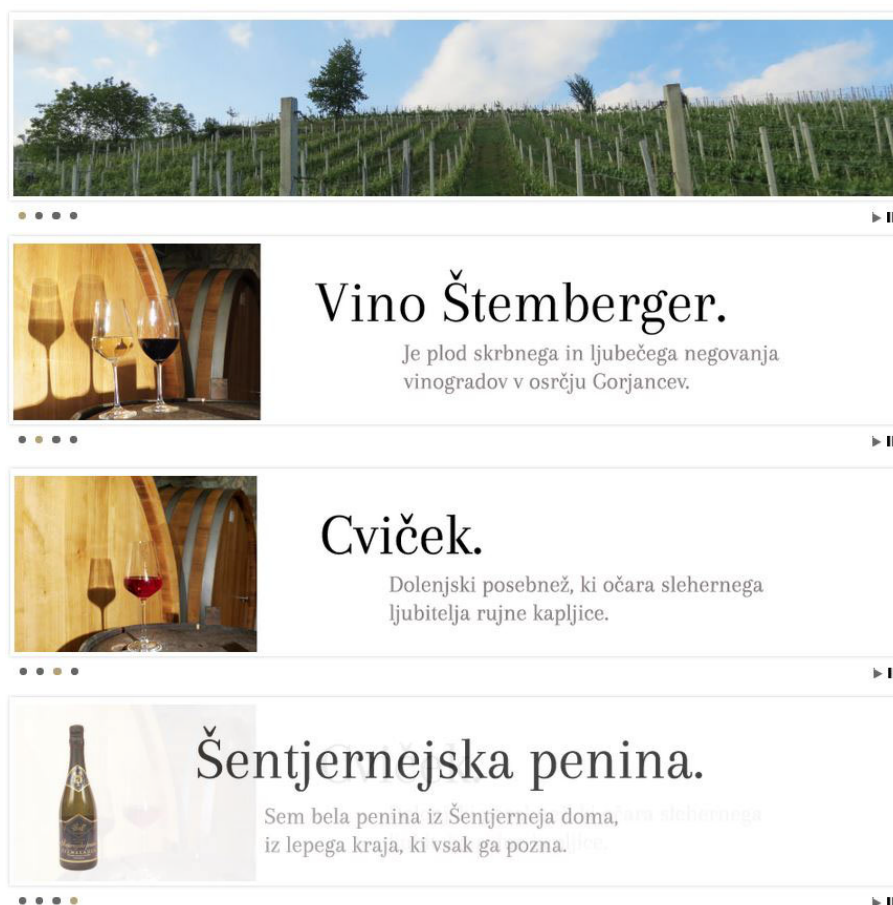 Vino Štemberger.
Je plod skrbnega in ljubečega negovanja
vinogradov v osrčju Gorjancev.
Cviček.
Dolenjski posebnež, ki očara slehernega
ljubitelja rujne kapljice.
Šentjernejska penina.
Sem bela penina iz Šentjerneja doma,
iz lepega kraja, ki vsak ga pozna.